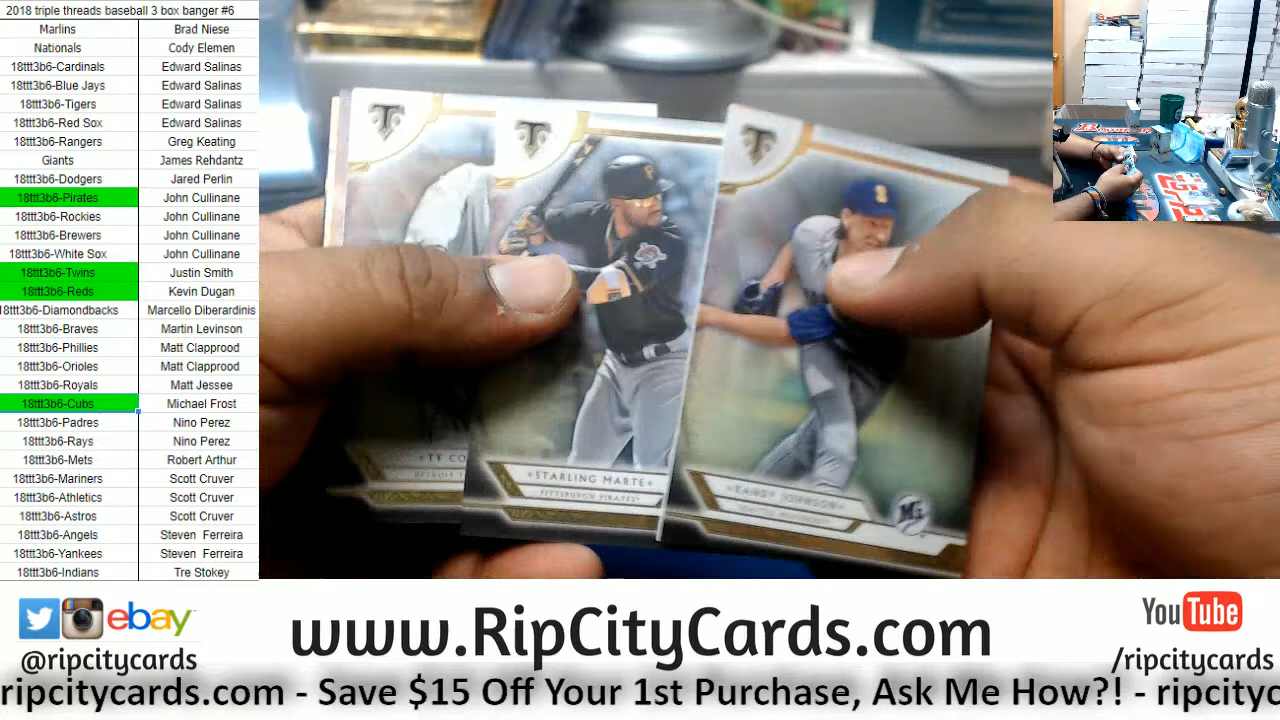 2018 triple threads baseball 3 box banger #6
Marlins Brad Niese
Nationals Cody Elemen
18ttt3b6-Cardinals Edward Salinas
18ttt3b6-Blue Jays Edward Salinas
18ttt3b6-Tigers Edward Salinas
18ttt3b6-Red Sox Edward Salinas
18ttt3b6-Rangers Greg Keating
Giants James Rehdantz
18ttt3b6-Dodgers Jared Perlin
18ttt3b6-Pirates John Cullinane
18ttt3b6-Rockies John Cullinane
18ttt3b6-Brewers John Cullinane
18ttt3b6-White Sox John Cullinane
18ttt3b6-Twins Justin Smith
18ttt3b6-Reds Kevin Dugan
18ttt3b6-Diamondbacks Marcello Diberardinis
18ttt3b6-Braves Martin Levinson
18ttt3b6-Phillies Matt Clapprood
18ttt3b6-Orioles Matt Clapprood
18ttt3b6-Royals Matt Jessee
18ttt3b6-Cubs Michael Frost
18ttt3b6-Padres Nino Perez
18ttt3b6-Rays Nino Perez
18ttt3b6-Mets Robert Arthur
18ttt3b6-Mariners Scott Cruver
18ttt3b6-Athletics Scott Cruver
18ttt3b6-Astros Scott Cruver
18ttt3b6-Angels Steven Ferreira
18ttt3b6-Yankees Steven Ferreira
18ttt3b6-Indians Tre Stokey
TY CO
DETROIT T
STARLING MARTE
PITTSBURGH PIRATES
RANDY JOHNSON
ebay
@ripcitycards
www.RipCityCards.com
YouTube
/ripcitycards
ripcitycards.com - Save $15 Off Your 1st Purchase, Ask Me How?! - ripcityc